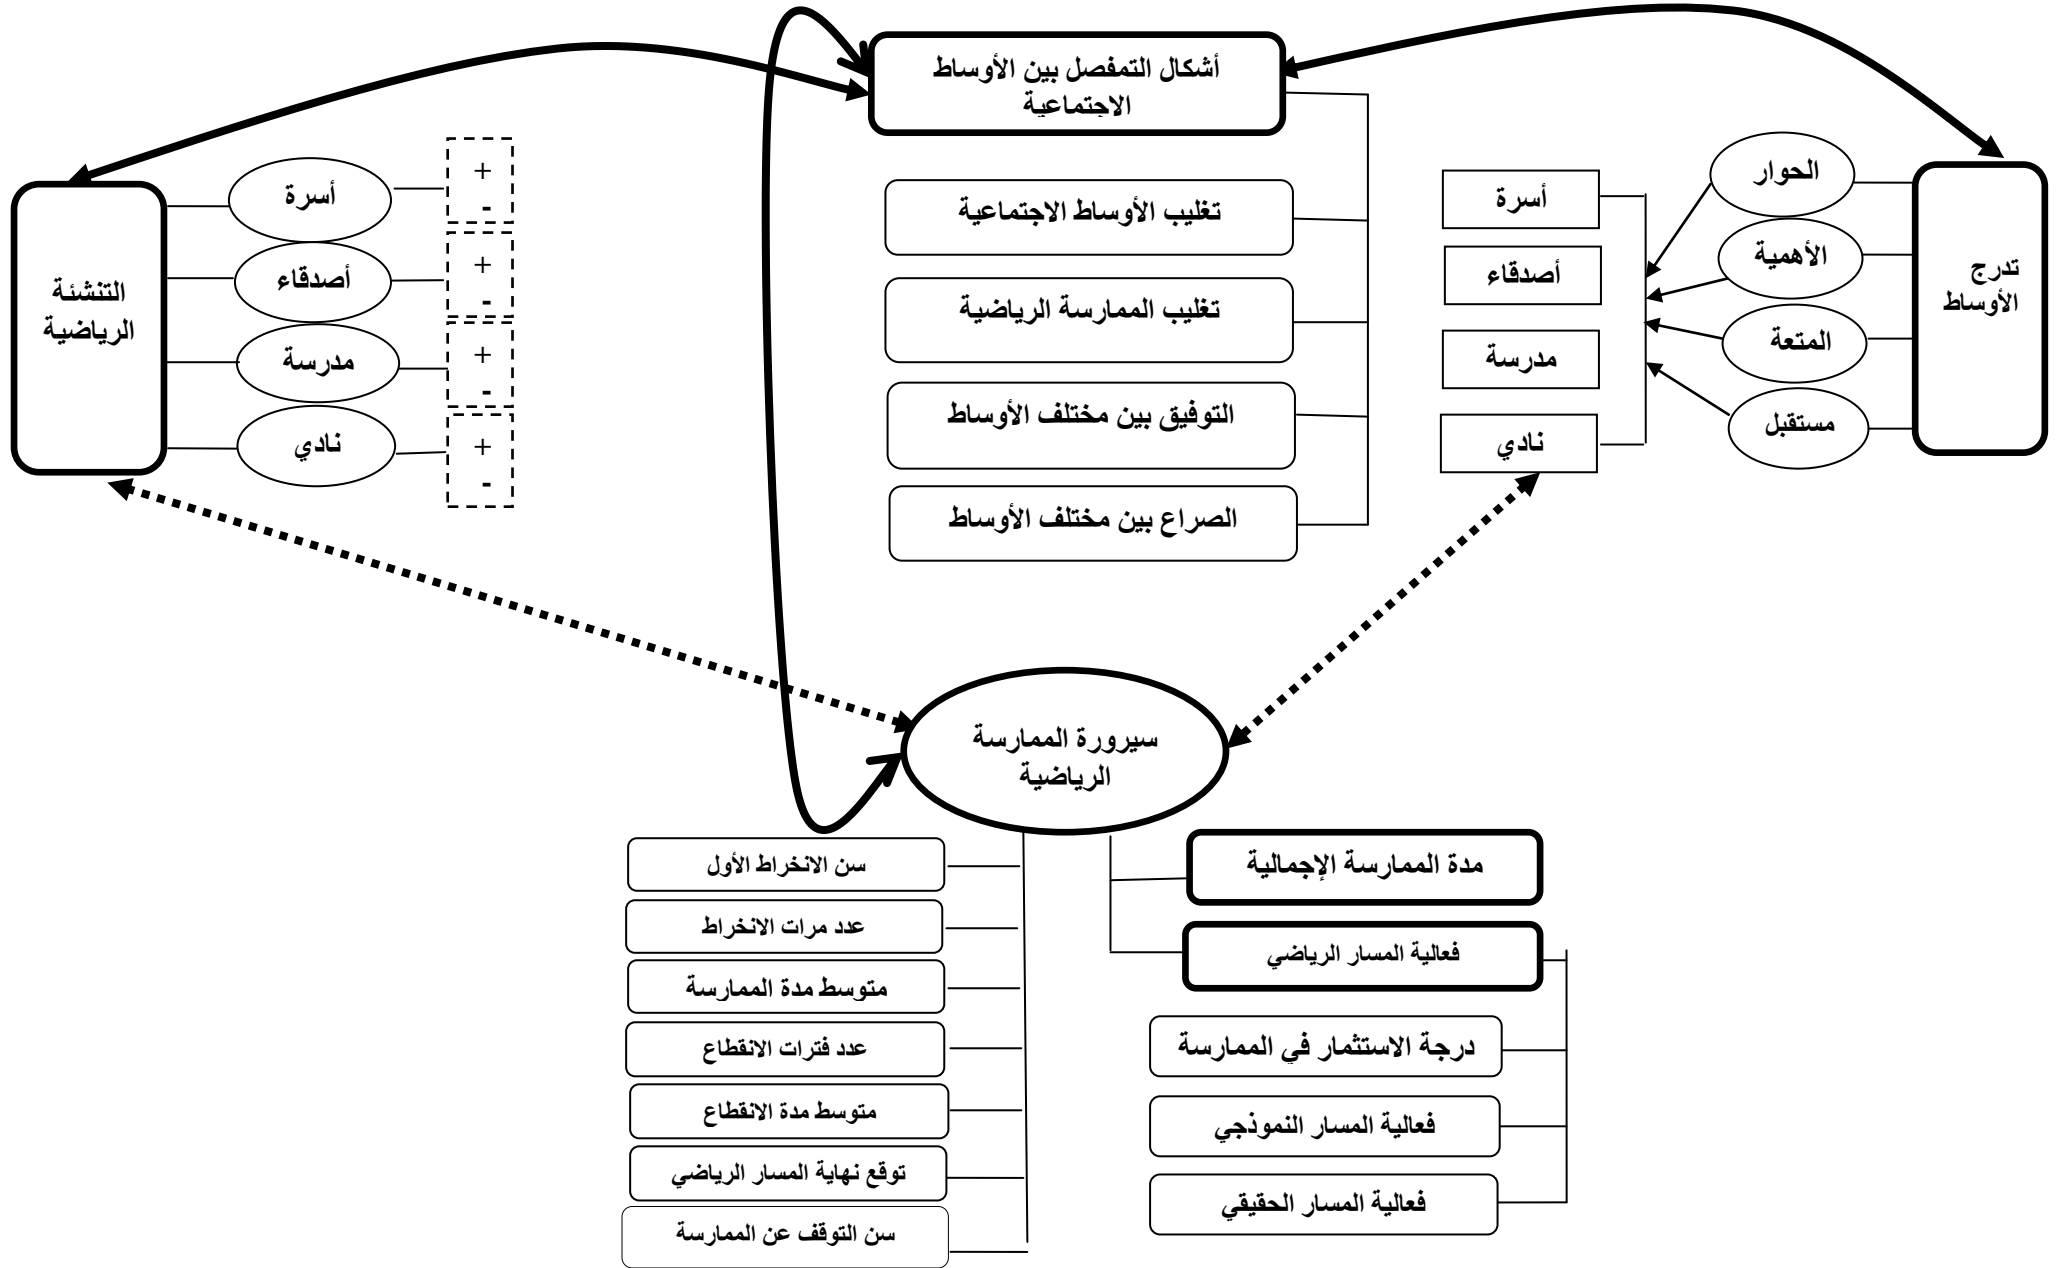 أشكال التمفصل بين الأوساط
الاجتماعية
تغليب الأوساط الاجتماعية
تغليب الممارسة الرياضية
التوفيق بين مختلف الأوساط
الصراع بين مختلف الأوساط
تدرج
الأوساط
الحوار
الأهمية
المتعة
مستقبل
أسرة
أصدقاء
مدرسة
نادي
التنشئة
الرياضية
أسرة
+
-
أصدقاء
+
-
مدرسة
+
-
نادي
+
-
سيرورة الممارسة
الرياضية
مدة الممارسة الإجمالية
فعالية المسار الرياضي
درجة الاستثمار في الممارسة
فعالية المسار النموذجي
فعالية المسار الحقيقي
سن الانخراط الأول
عدد مرات الانخراط
متوسط مدة الممارسة
عدد فترات الانقطاع
متوسط مدة الانقطاع
توقع نهاية المسار الرياضي
سن التوقف عن الممارسة